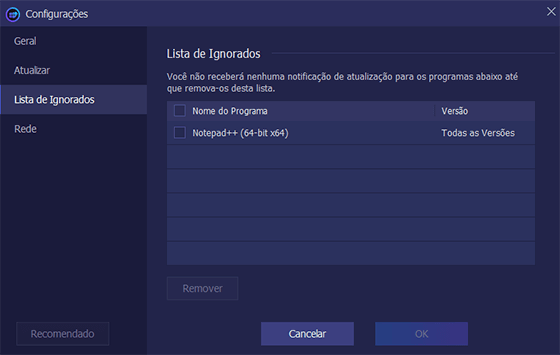 Configurações
Geral
Atualizar
Lista de Ignorados
Rede
Lista de Ignorados
Você não receberá nenhuma notificação de atualização para os programas abaixo até
que remova-os desta lista.
Nome do Programa Versão
Notepad++ (64-bit x64) Todas as Versões
Remover
Recomendado Cancelar OK